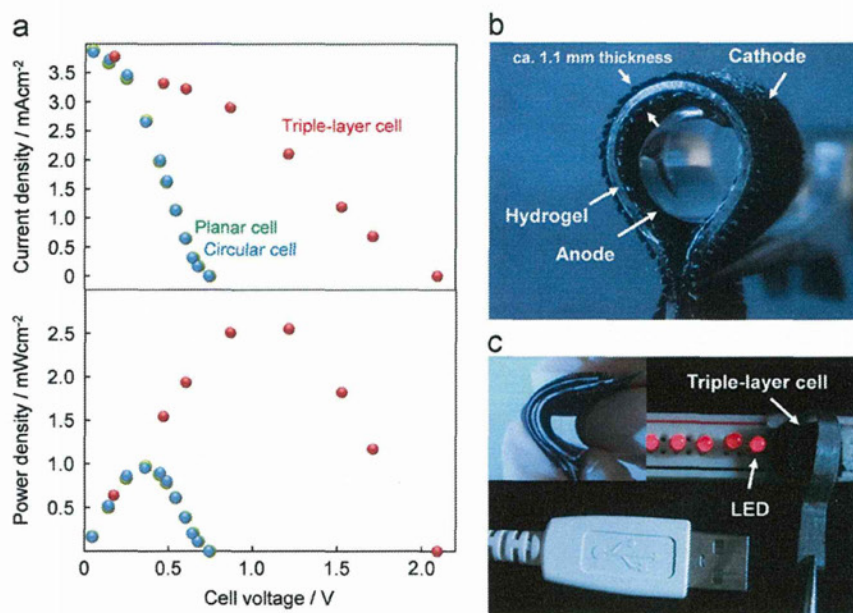 a
Current density / mAcm-2
3.5
3.0
2.5
2.0
1.5
1.0
0.5
0
Triple-layer cell
Planar cell
Circular cell
Power density / mWcm-2
2.5
2.0
1.5
1.0
0.5
0 0.5 1.0 1.5 2.0
Cell voltage / V
b
ca. 1.1 mm thickness
Cathode
Hydrogel
Anode
c
Triple-layer cell
LED